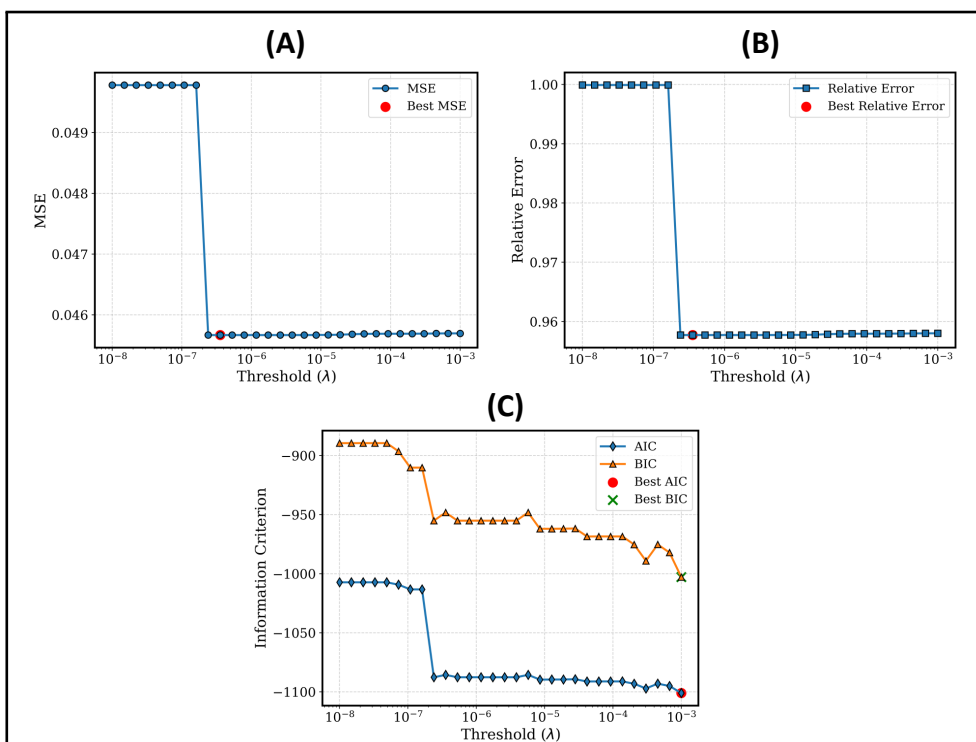 (A)
MSE
Best MSE
0.049
0.048
0.047
0.046
MSE
10⁻⁸ 10⁻⁷ 10⁻⁶ 10⁻⁵ 10⁻⁴ 10⁻³
Threshold (λ)
(B)
Relative Error
Best Relative Error
1.00
0.99
0.98
0.97
0.96
Relative Error
10⁻⁸ 10⁻⁷ 10⁻⁶ 10⁻⁵ 10⁻⁴ 10⁻³
Threshold (λ)
(C)
AIC
BIC
Best AIC
Best BIC
−900
−950
−1000
−1050
−1100
Information Criterion
10⁻⁸ 10⁻⁷ 10⁻⁶ 10⁻⁵ 10⁻⁴ 10⁻³
Threshold (λ)